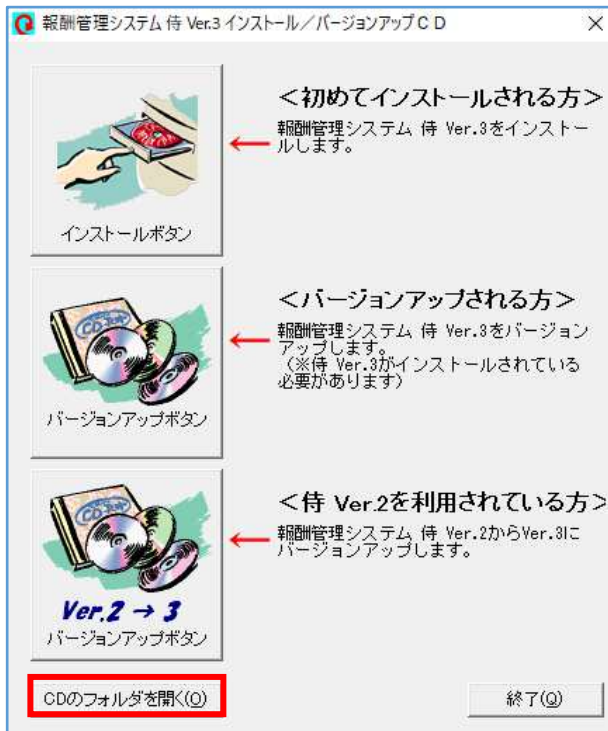 報酬管理システム 侍 Ver.3 インストール／バージョンアップＣＤ
＜初めてインストールされる方＞
報酬管理システム 侍 Ver.3をインストー
ルします。
インストールボタン
＜バージョンアップされる方＞
報酬管理システム 侍 Ver.3をバージョン
アップします。
（※侍 Ver.3がインストールされている
必要があります）
バージョンアップボタン
＜侍 Ver.2を利用されている方＞
報酬管理システム 侍 Ver.2からVer.3に
バージョンアップします。
Ver.2 → 3
バージョンアップボタン
CDのフォルダを開く(O)
終了(Q)